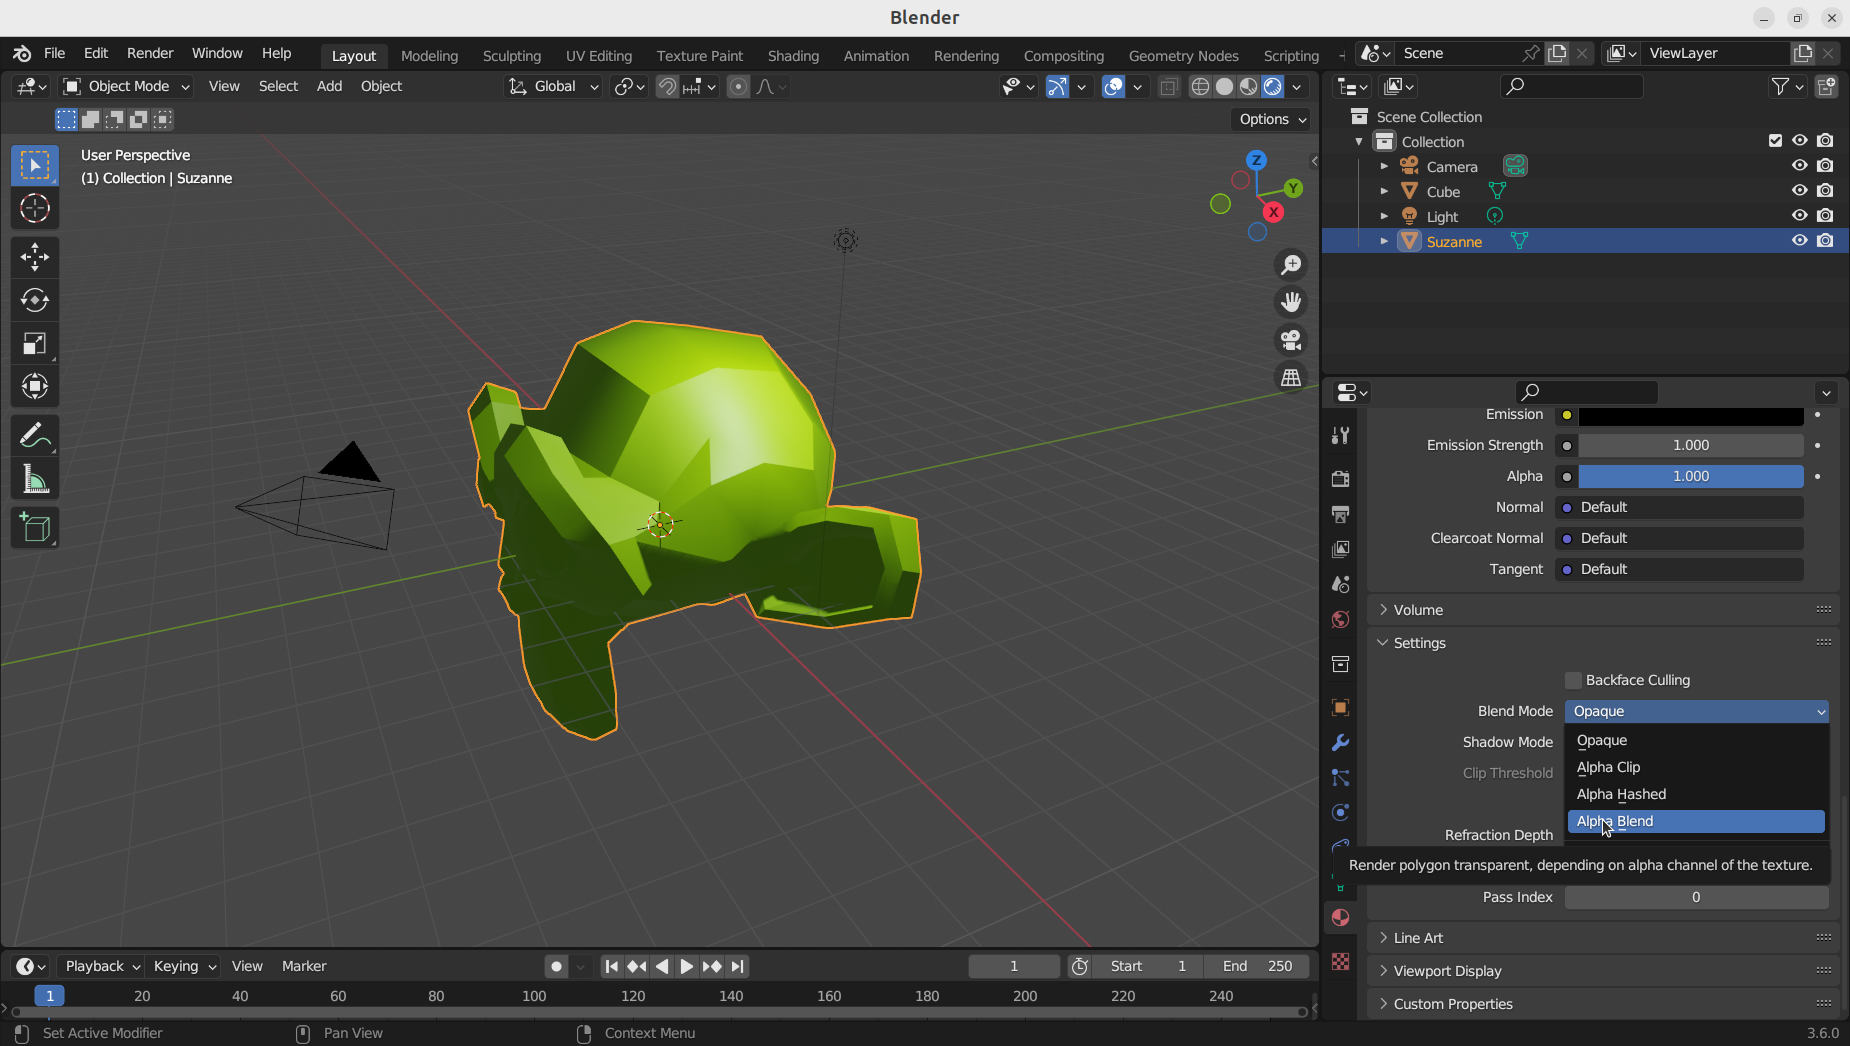 Blender
File Edit Render Window Help Layout Modeling Sculpting UV Editing Texture Paint Shading Animation Rendering Compositing Geometry Nodes Scripting Scene ViewLayer
Object Mode View Select Add Object Global
Options
User Perspective
(1) Collection | Suzanne
Z
Y
X
Scene Collection
Collection
Camera
Cube
Light
Suzanne
Emission
Emission Strength 1.000
Alpha 1.000
Normal Default
Clearcoat Normal Default
Tangent Default
Volume
Settings
Backface Culling
Blend Mode Opaque
Shadow Mode Opaque
Clip Threshold Alpha Clip
Alpha Hashed
Alpha Blend
Refraction Depth
Render polygon transparent, depending on alpha channel of the texture.
Pass Index 0
Line Art
Viewport Display
Custom Properties
Playback Keying View Marker 1 Start 1 End 250
1 20 40 60 80 100 120 140 160 180 200 220 240
Set Active Modifier Pan View Context Menu 3.6.0